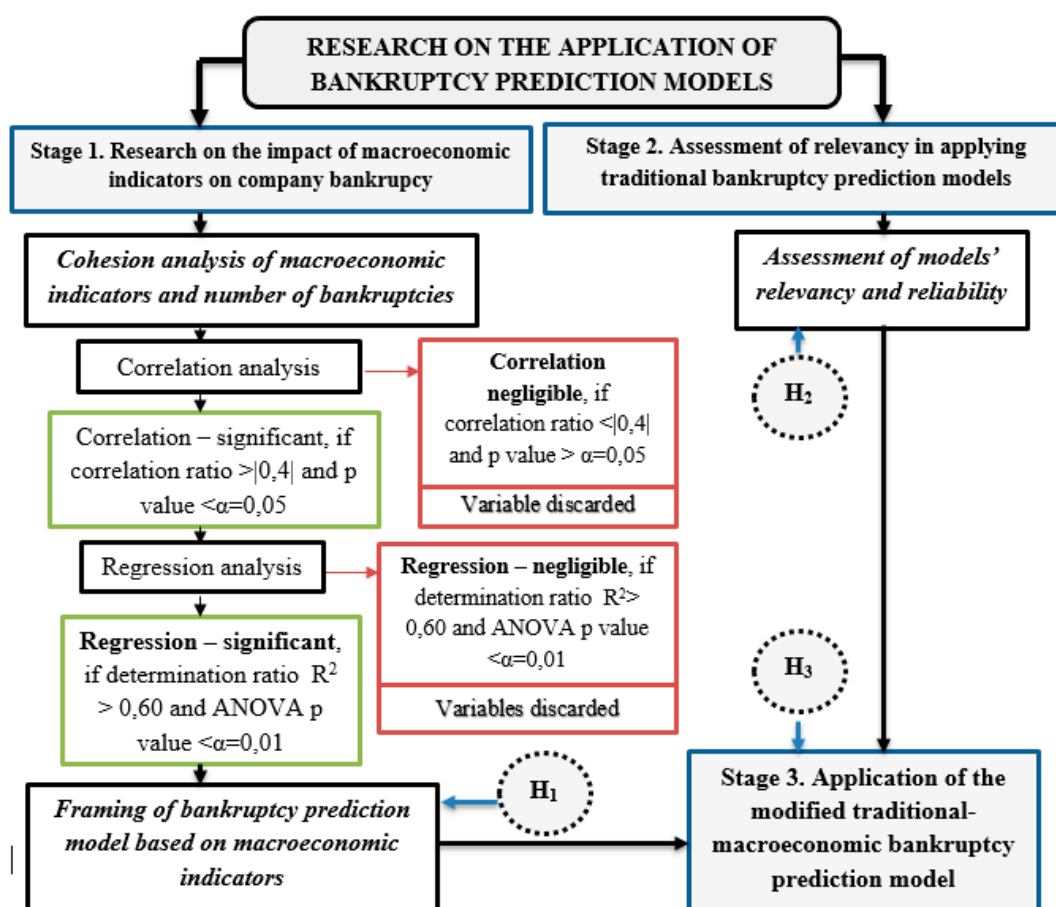 RESEARCH ON THE APPLICATION OF
BANKRUPTCY PREDICTION MODELS
Stage 1. Research on the impact of macroeconomic
indicators on company bankrupcy
Stage 2. Assessment of relevancy in applying
traditional bankruptcy prediction models
Cohesion analysis of macroeconomic
indicators and number of bankruptcies
Assessment of models’
relevancy and reliability
Correlation analysis
Correlation
negligible, if
correlation ratio <|0,4|
and p value > α=0,05
Variable discarded
H₂
Correlation – significant, if
correlation ratio >|0,4| and p
value <α=0,05
Regression analysis
Regression – negligible, if
determination ratio R²>
0,60 and ANOVA p value
<α=0,01
Variables discarded
Regression – significant,
if determination ratio R²
> 0,60 and ANOVA p
value <α=0,01
H₃
H₁
Framing of bankruptcy prediction
model based on macroeconomic
indicators
Stage 3. Application of the
modified traditional-
macroeconomic bankruptcy
prediction model